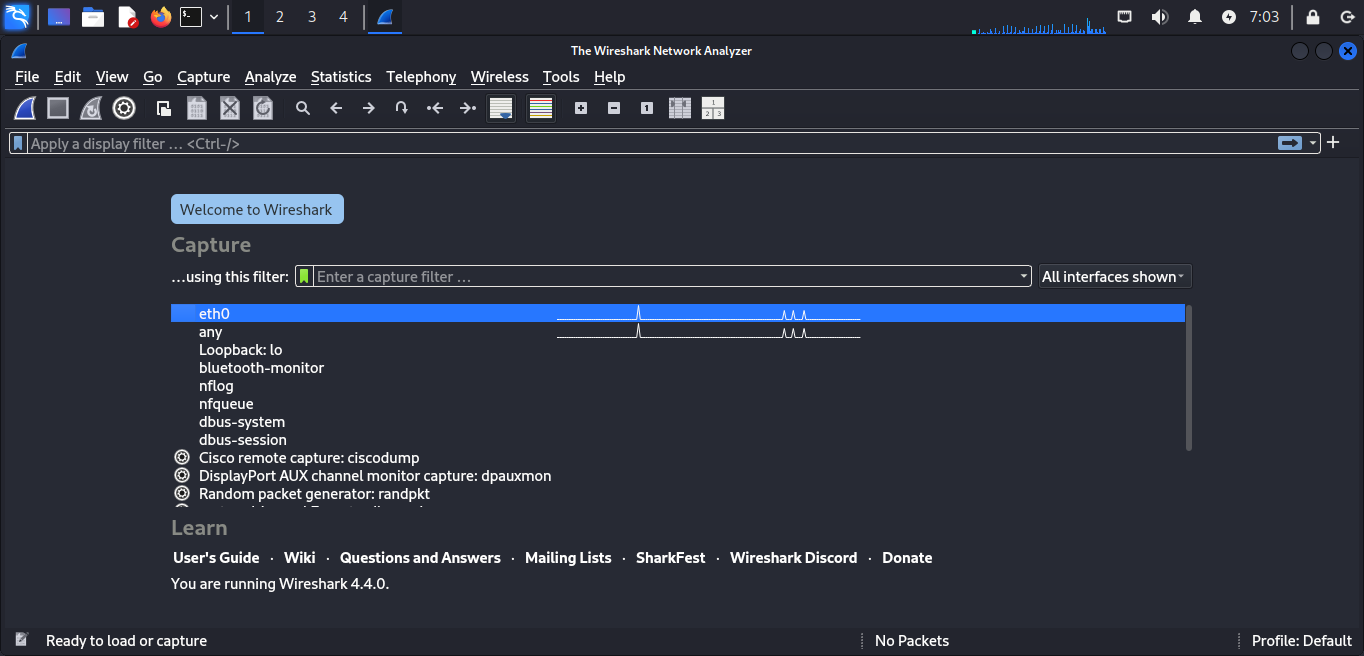 1 2 3 4 7:03
The Wireshark Network Analyzer
File Edit View Go Capture Analyze Statistics Telephony Wireless Tools Help
Apply a display filter … <Ctrl-/>
Welcome to Wireshark
Capture
…using this filter: Enter a capture filter … All interfaces shown
eth0
any
Loopback: lo
bluetooth-monitor
nflog
nfqueue
dbus-system
dbus-session
Cisco remote capture: ciscodump
DisplayPort AUX channel monitor capture: dpauxmon
Random packet generator: randpkt
Learn
User's Guide · Wiki · Questions and Answers · Mailing Lists · SharkFest · Wireshark Discord · Donate
You are running Wireshark 4.4.0.
Ready to load or capture No Packets Profile: Default